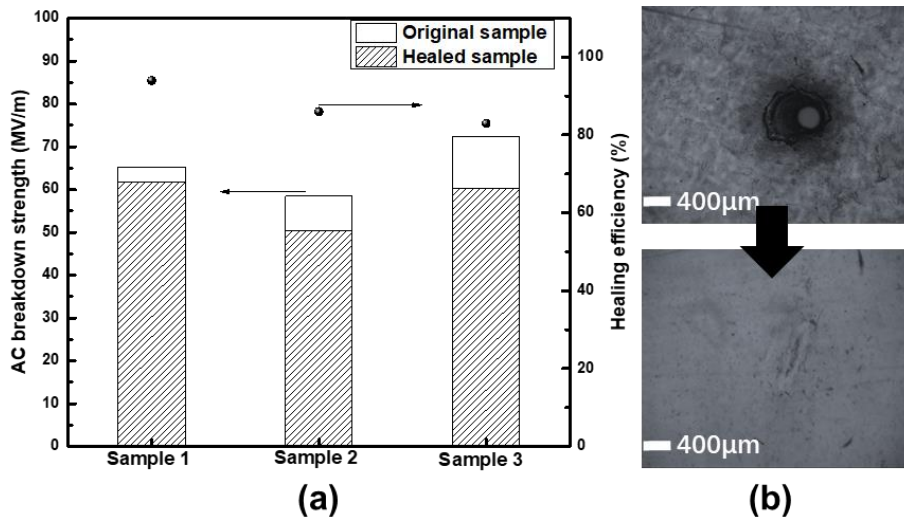 100
90
80
70
60
50
40
30
20
10
0
AC breakdown strength (MV/m)
Original sample
Healed sample
100
80
60
40
20
0
Healing efficiency (%)
Sample 1
Sample 2
Sample 3
(a)
400μm
400μm
(b)